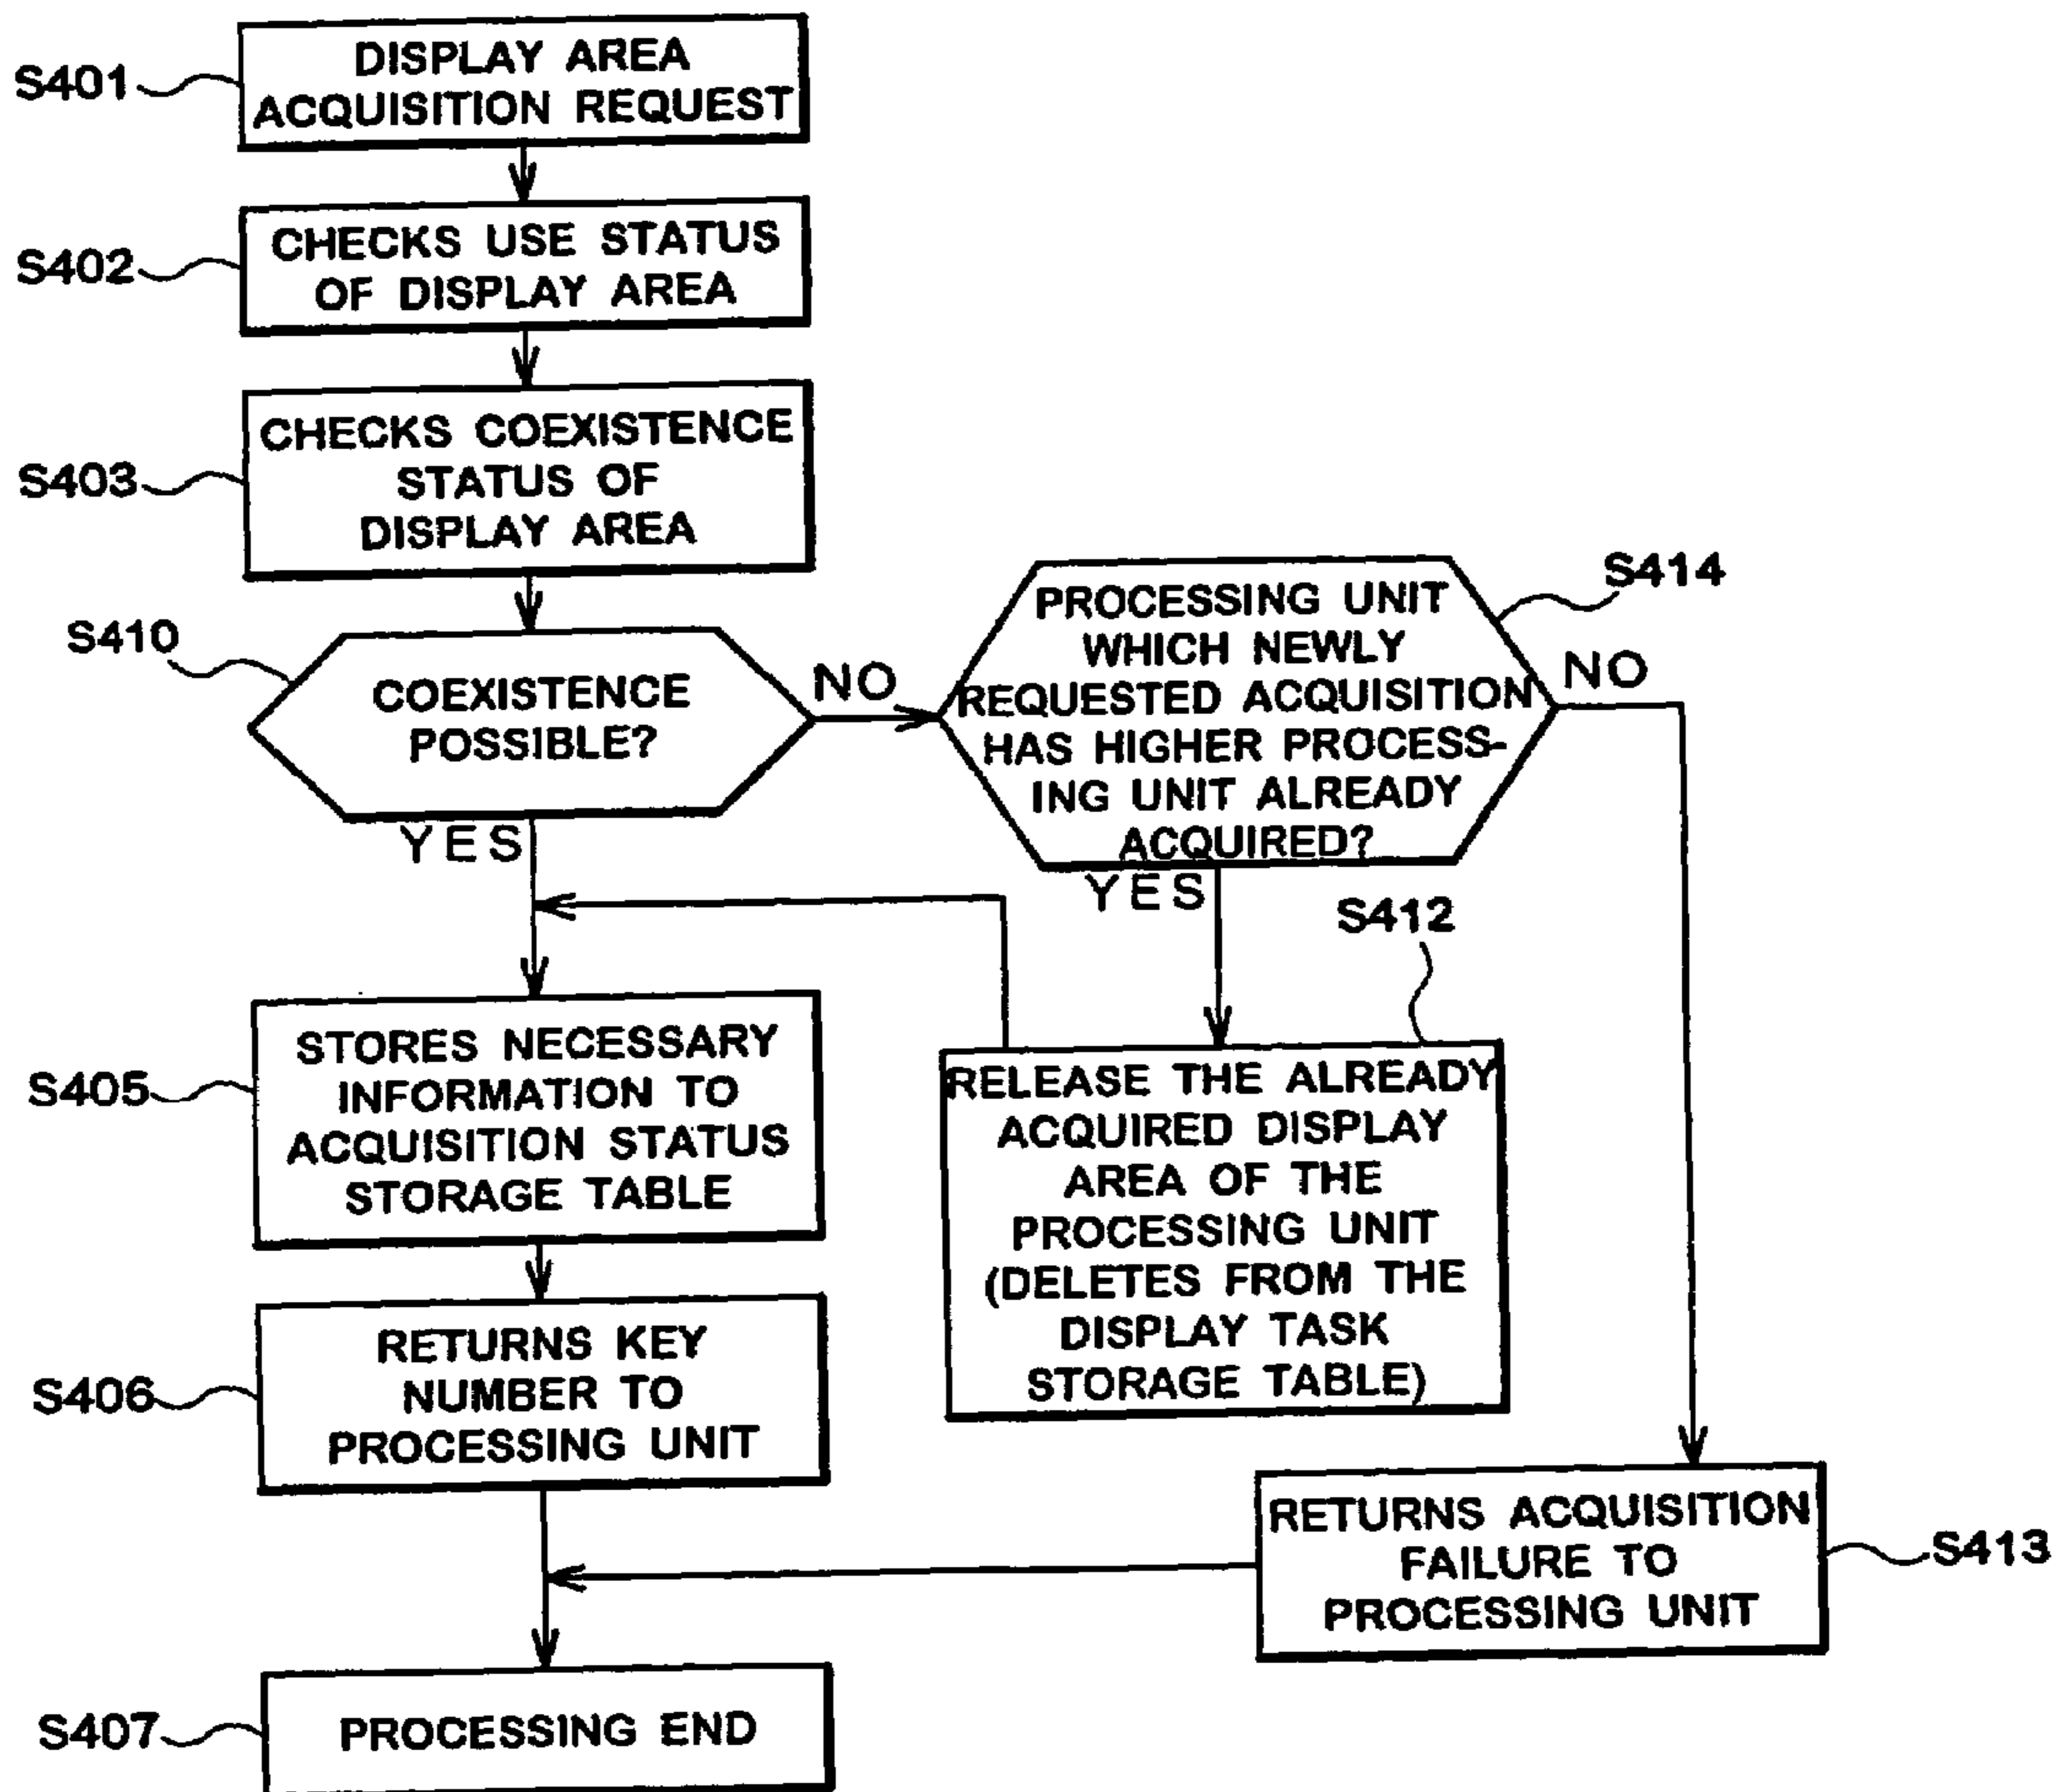 S401
DISPLAY AREA
ACQUISITION REQUEST
S402
CHECKS USE STATUS
OF DISPLAY AREA
S403
CHECKS COEXISTENCE
STATUS OF
DISPLAY AREA
S410
COEXISTENCE
POSSIBLE?
NO
YES
S414
PROCESSING UNIT
WHICH NEWLY
REQUESTED ACQUISITION
HAS HIGHER PROCESS-
ING UNIT ALREADY
ACQUIRED?
NO
YES
S412
RELEASE THE ALREADY
ACQUIRED DISPLAY
AREA OF THE
PROCESSING UNIT
(DELETES FROM THE
DISPLAY TASK
STORAGE TABLE)
S405
STORES NECESSARY
INFORMATION TO
ACQUISITION STATUS
STORAGE TABLE
S406
RETURNS KEY
NUMBER TO
PROCESSING UNIT
RETURNS ACQUISITION
FAILURE TO
PROCESSING UNIT
S413
S407
PROCESSING END